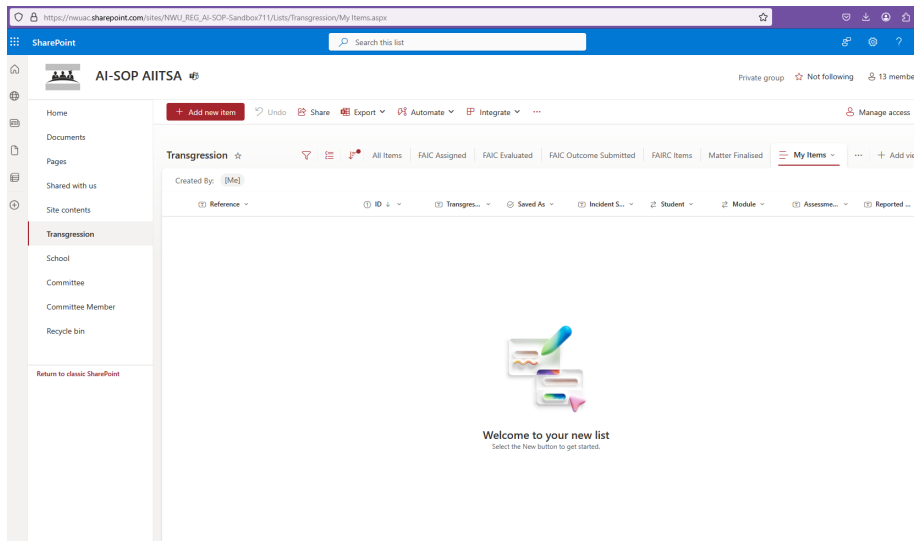 https://nwuac.sharepoint.com/sites/NWU_REG_AI-SOP-Sandbox711/Lists/Transgression/My Items.aspx
SharePoint
Search this list
?
AI-SOP AIITSA
Private group
Not following
13 membe
Home
Documents
Pages
Shared with us
Site contents
Transgression
School
Committee
Committee Member
Recycle bin
Return to classic SharePoint
+ Add new item
Undo
Share
Export
Automate
Integrate
...
Manage access
Transgression
All Items
FAIC Assigned
FAIC Evaluated
FAIC Outcome Submitted
FAIRC Items
Matter Finalised
My Items
...
+ Add vie
Created By: [Me]
Reference
ID
Transgres...
Saved As
Incident S...
Student
Module
Assessme...
Reported ...
Welcome to your new list
Select the New button to get started.